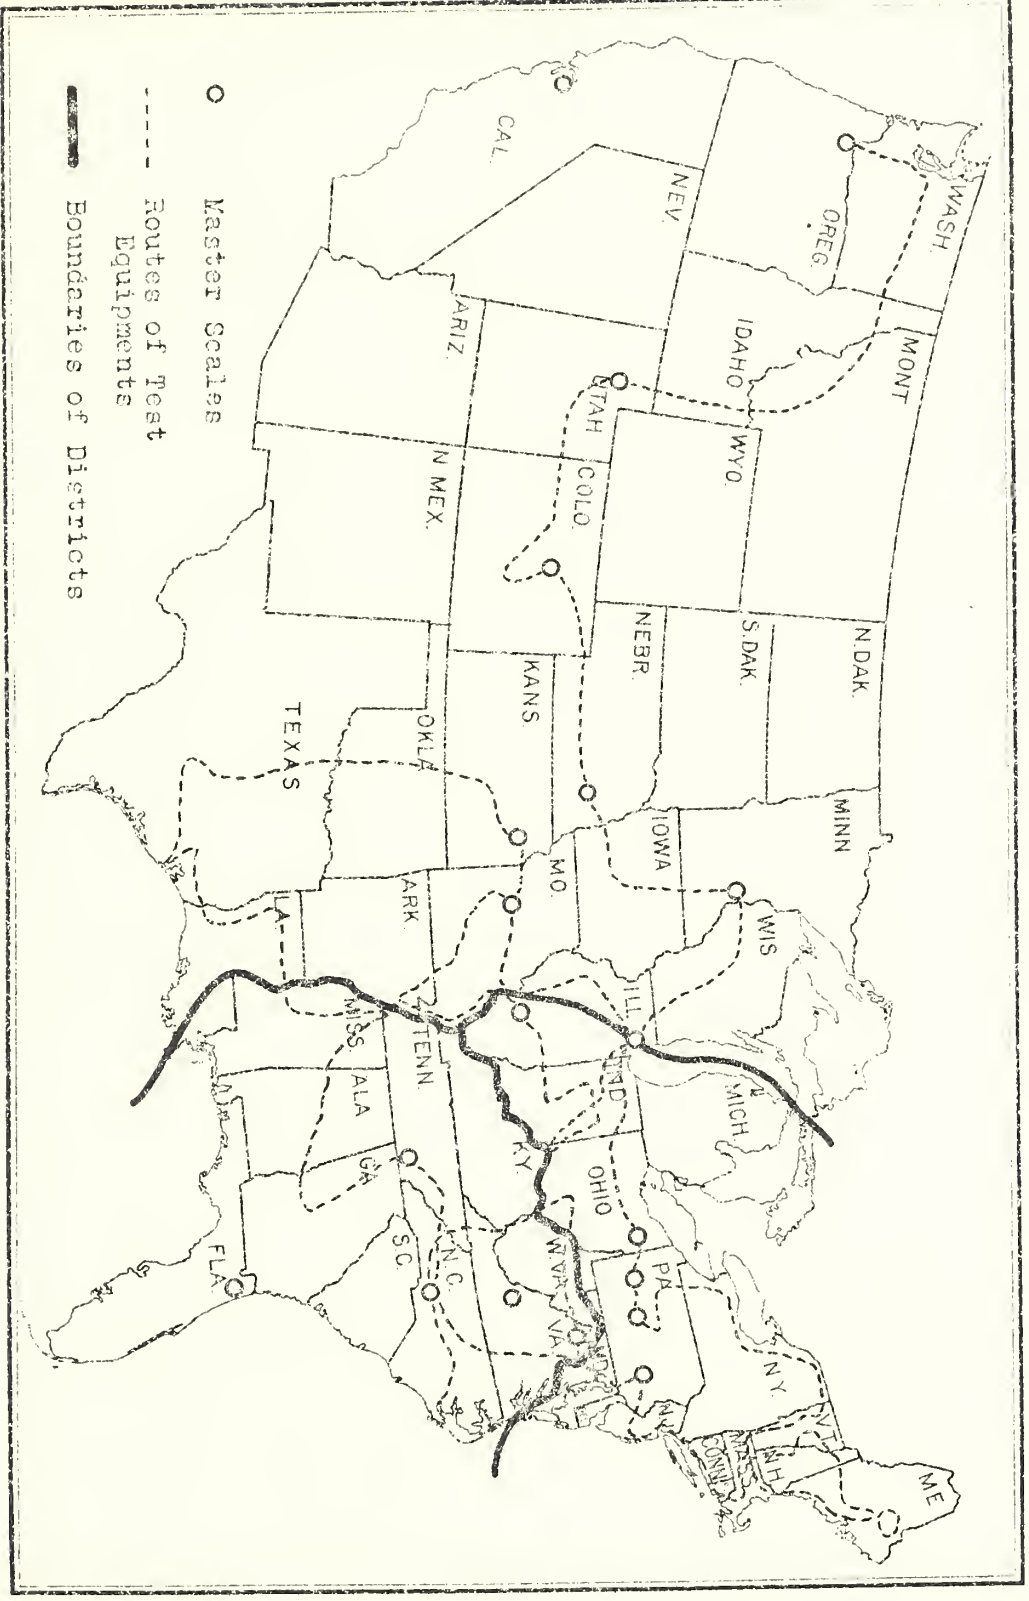 WASH.
OREG.
CAL.
NEV.
IDAHO
MONT
WYO.
UTAH
ARIZ.
COLO.
N MEX.
N.DAK.
S.DAK.
NEBR.
KANS.
OKLA
TEXAS
MINN
IOWA
MO.
ARK.
LA.
WIS
ILL
MICH
IND
OHIO
KY.
TENN.
MISS.
ALA
GA
FLA
S.C.
N.C.
VA
W.VA
PA
N.Y.
VT
NH
MASS
CONN
ME
Master Scales
Routes of Test
Equipments
Boundaries of Districts